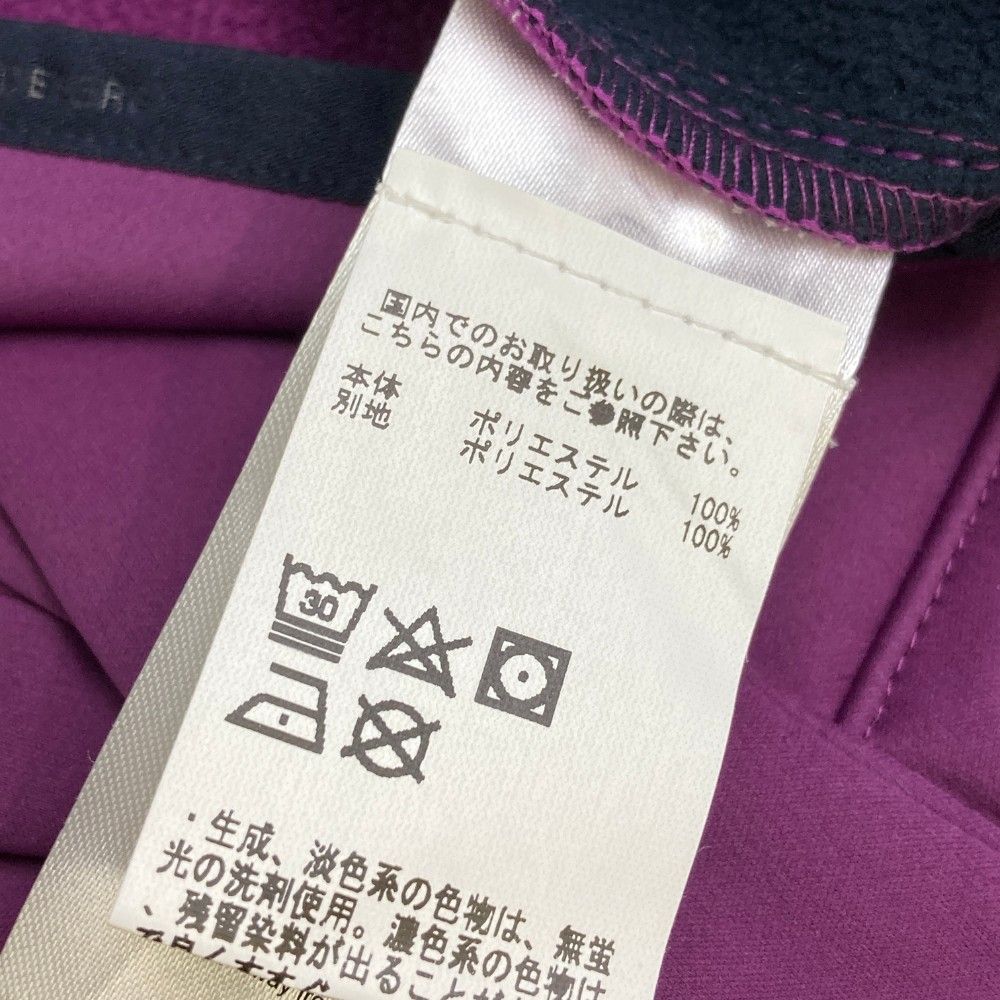 国内でのお取り扱いの際は、
こちらの内容をご参照下さい。
本体 ポリエステル 100%
別地 ポリエステル 100%
30
・生成、淡色系の色物は、無蛍
光の洗剤使用。濃色系の色物は
、残留染料が出ることが